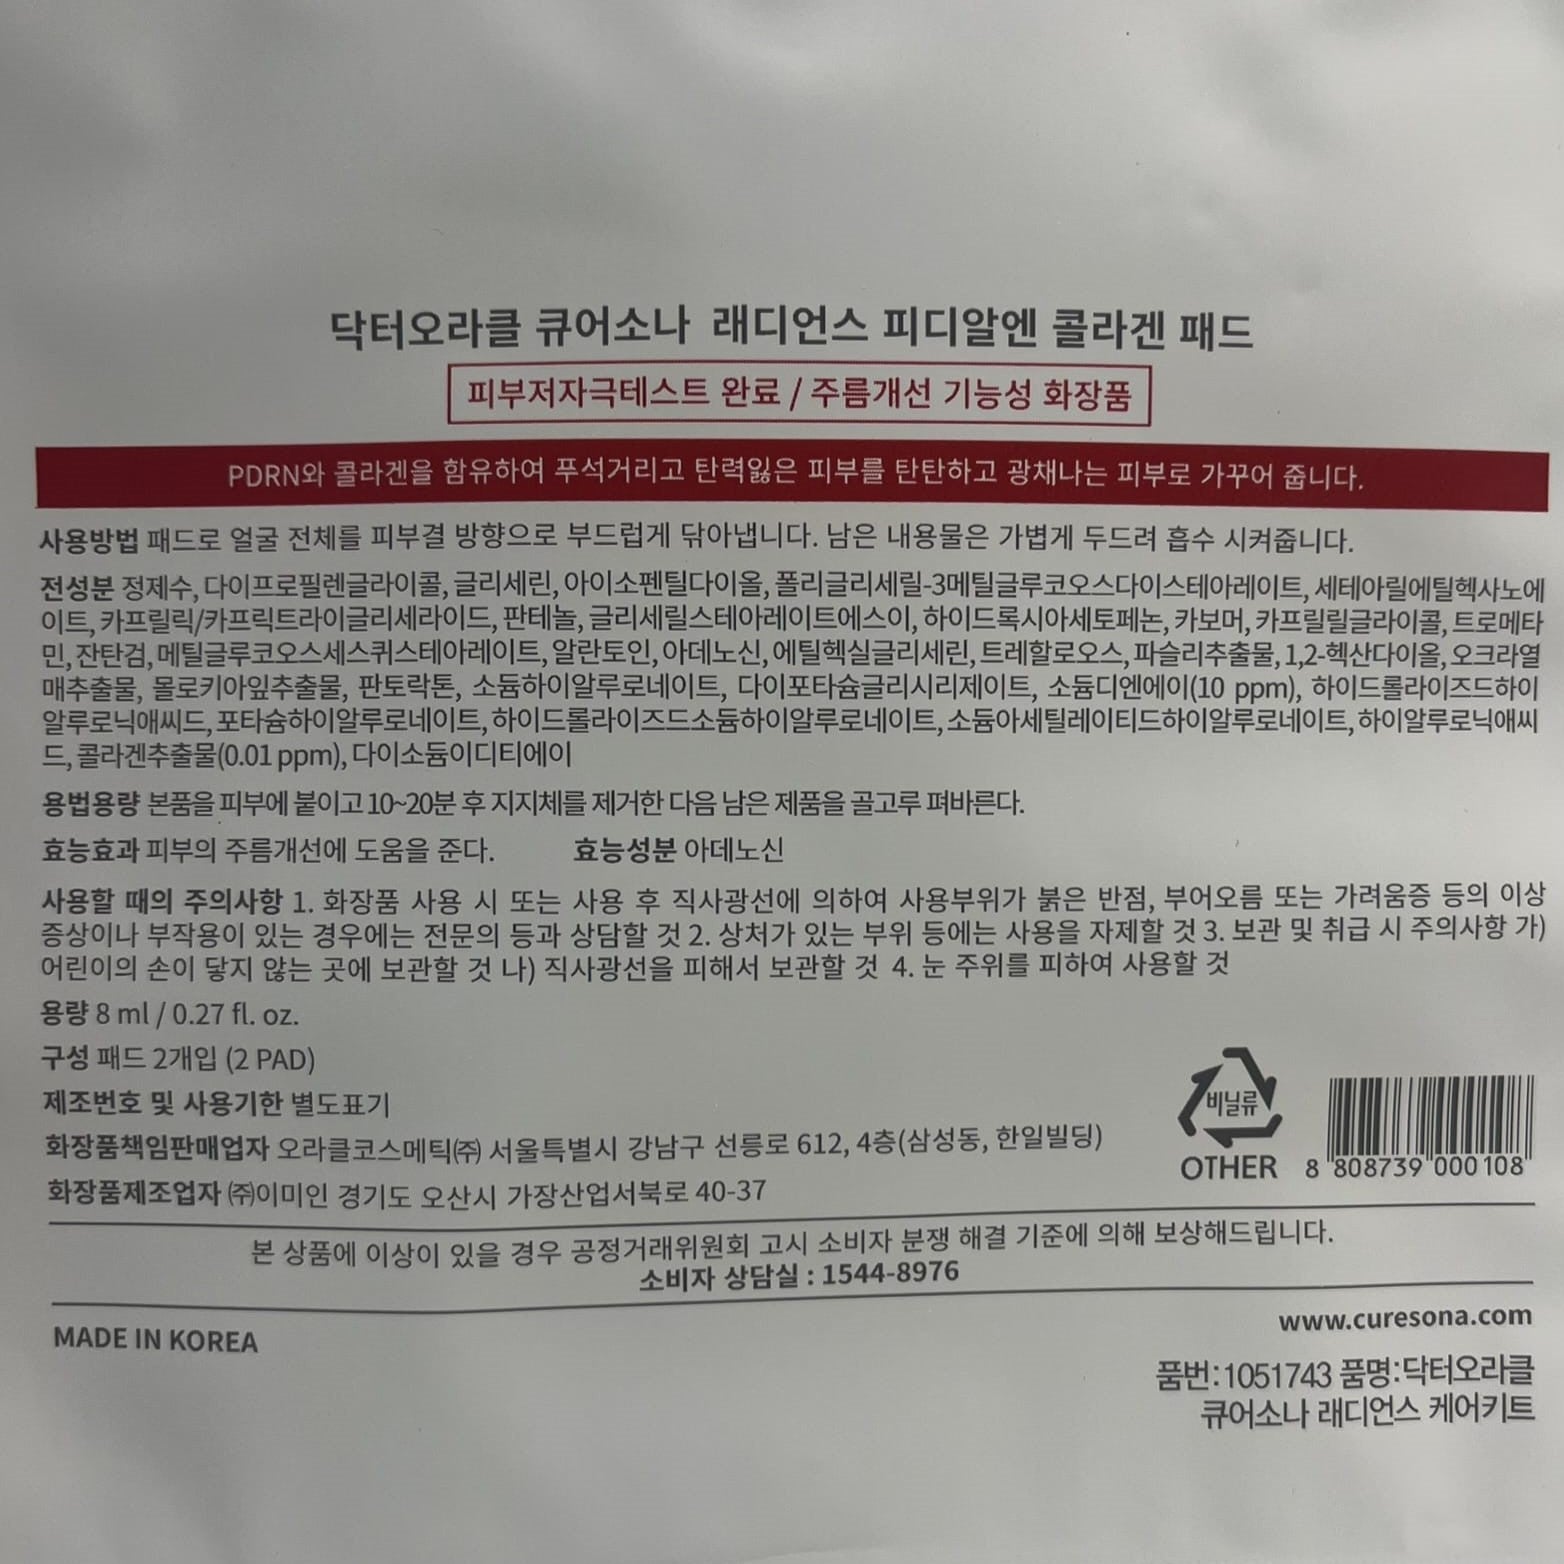 닥터오라클 큐어소나 래디언스 피디알엔 콜라겐 패드
피부저자극테스트 완료 / 주름개선 기능성 화장품
PDRN와 콜라겐을 함유하여 푸석거리고 탄력잃은 피부를 탄탄하고 광채나는 피부로 가꾸어 줍니다.
사용방법 패드로 얼굴 전체를 피부결 방향으로 부드럽게 닦아냅니다. 남은 내용물은 가볍게 두드려 흡수 시켜줍니다.
전성분 정제수, 다이프로필렌글라이콜, 글리세린, 아이소펜틸다이올, 폴리글리세릴-3메틸글루코오스다이스테아레이트, 세테아릴에틸헥사노에
이트, 카프릴릭/카프릭트라이글리세라이드, 판테놀, 글리세릴스테아레이트에스이, 하이드록시아세토페논, 카보머, 카프릴릴글라이콜, 트로메타
민, 잔탄검, 메틸글루코오스세스퀴스테아레이트, 알란토인, 아데노신, 에틸헥실글리세린, 트레할로오스, 파슬리추출물, 1,2-헥산다이올, 오크라열
매추출물, 몰로키아잎추출물, 판토락톤, 소듐하이알루로네이트, 다이포타슘글리시리제이트, 소듐디엔에이(10 ppm), 하이드롤라이즈드하이
알루로닉애씨드, 포타슘하이알루로네이트, 하이드롤라이즈드소듐하이알루로네이트, 소듐아세틸레이티드하이알루로네이트, 하이알루로닉애씨
드, 콜라겐추출물(0.01 ppm), 다이소듐이디티에이
용법용량 본품을 피부에 붙이고 10~20분 후 지지체를 제거한 다음 남은 제품을 골고루 펴바른다.
효능효과 피부의 주름개선에 도움을 준다. 효능성분 아데노신
사용할 때의 주의사항 1. 화장품 사용 시 또는 사용 후 직사광선에 의하여 사용부위가 붉은 반점, 부어오름 또는 가려움증 등의 이상
증상이나 부작용이 있는 경우에는 전문의 등과 상담할 것 2. 상처가 있는 부위 등에는 사용을 자제할 것 3. 보관 및 취급 시 주의사항 가)
어린이의 손이 닿지 않는 곳에 보관할 것 나) 직사광선을 피해서 보관할 것 4. 눈 주위를 피하여 사용할 것
용량 8 ml / 0.27 fl. oz.
구성 패드 2개입 (2 PAD)
제조번호 및 사용기한 별도표기
화장품책임판매업자 오라클코스메틱㈜ 서울특별시 강남구 선릉로 612, 4층(삼성동, 한일빌딩)
화장품제조업자 ㈜이미인 경기도 오산시 가장산업서북로 40-37
비닐류
OTHER
8 808739 000108
본 상품에 이상이 있을 경우 공정거래위원회 고시 소비자 분쟁 해결 기준에 의해 보상해드립니다.
소비자 상담실 : 1544-8976
MADE IN KOREA
www.curesona.com
품번:1051743 품명:닥터오라클
큐어소나 래디언스 케어키트